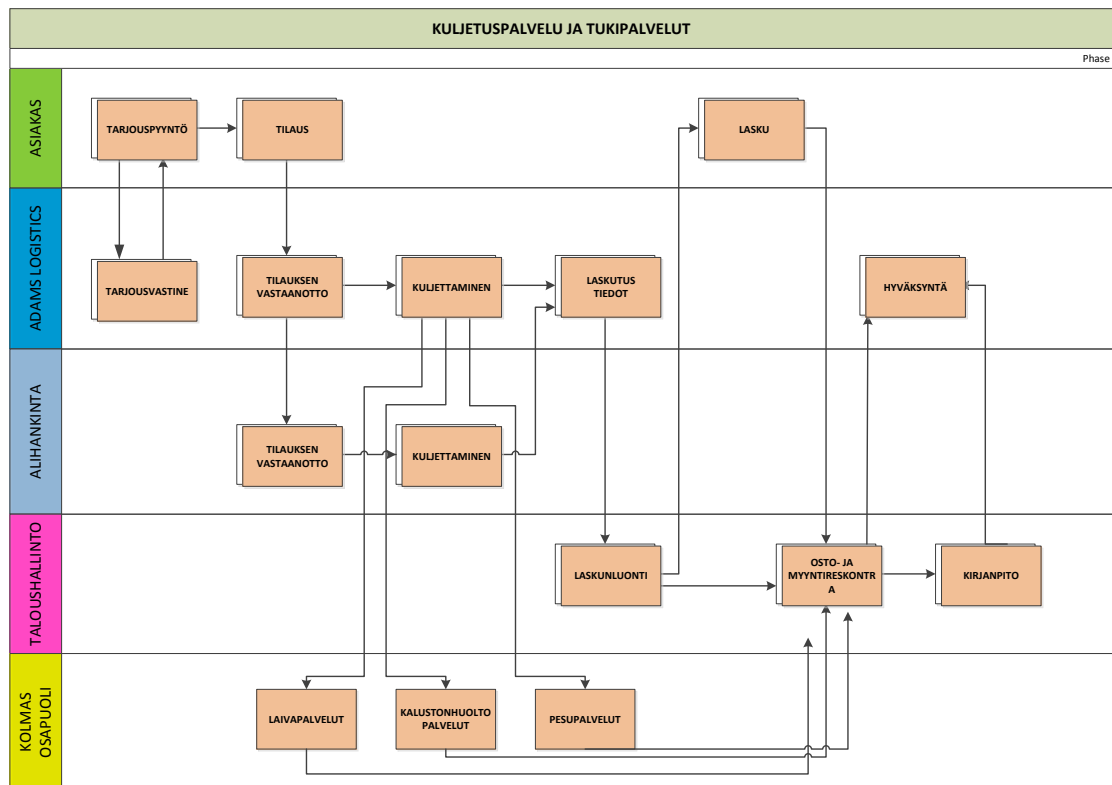 KULJETUSPALVELU JA TUKIPALVELUT
Phase
ASIAKAS
TARJOUSPYYNTÖ
TILAUS
LASKU
ADAMS LOGISTICS
TARJOUSVASTINE
TILAUKSEN
VASTAANOTTO
KULJETTAMINEN
LASKUTUS
TIEDOT
HYVÄKSYNTÄ
ALIHANKINTA
TILAUKSEN
VASTAANOTTO
KULJETTAMINEN
TALOUSHALLINTO
LASKUNLUONTI
OSTO- JA
MYYNTIRESKONTR
A
KIRJANPITO
KOLMAS
OSAPUOLI
LAIVAPALVELUT
KALUSTONHUOLTO
PALVELUT
PESUPALVELUT